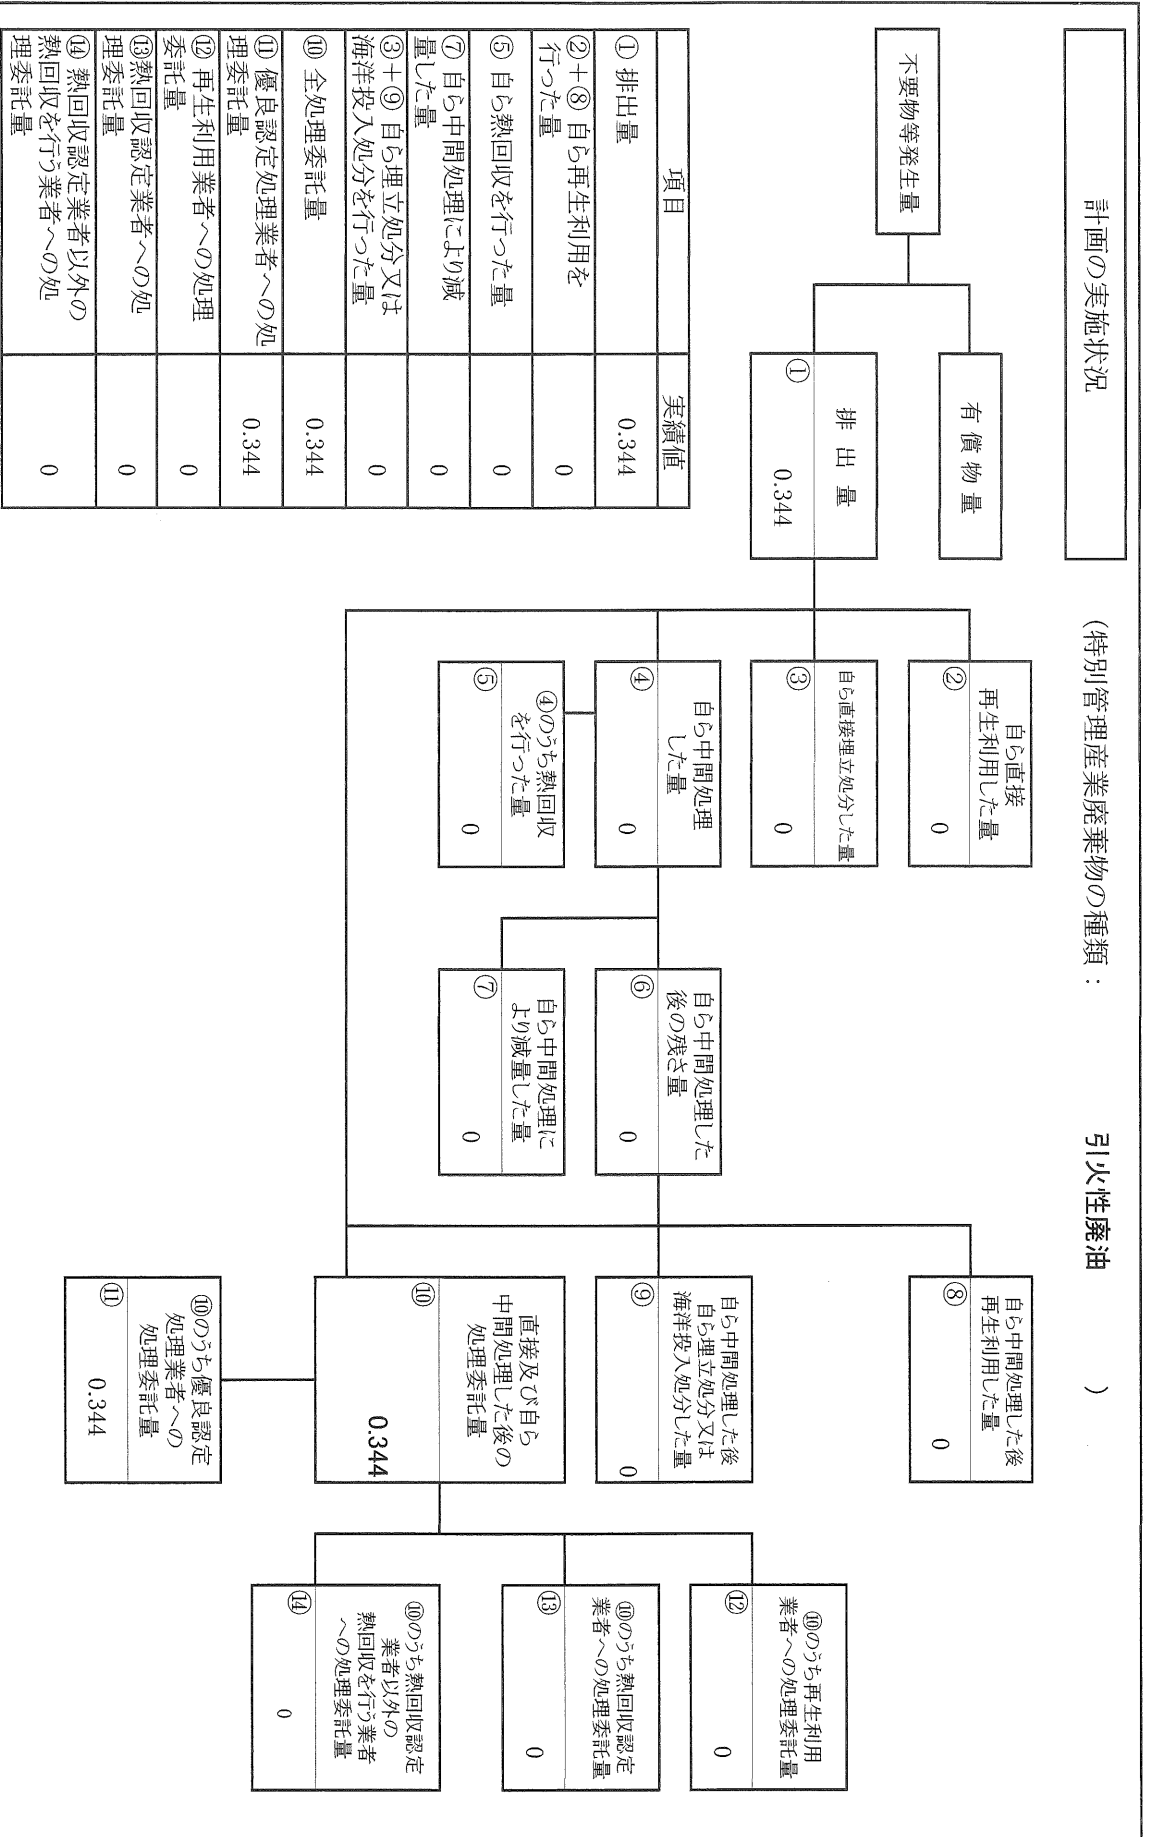 計画の実施状況
（特別管理産業廃棄物の種類：
引火性廃油
）
不要物等発生量
有償物量
排出量
①
0.344
自ら直接
再生利用した量
②
0
自ら直接埋立処分した量
③
0
自ら中間処理
した量
④
0
④のうち熱回収
を行った量
⑤
0
自ら中間処理した
後の残さ量
⑥
0
自ら中間処理に
より減量した量
⑦
0
自ら中間処理した後
再生利用した量
⑧
0
自ら中間処理した後
自ら埋立処分又は
海洋投入処分した量
⑨
0
直接及び自ら
中間処理した後の
処理委託量
⑩
0.344
⑩のうち優良認定
処理業者への
処理委託量
⑪
0.344
⑩のうち再生利用
業者への処理委託量
⑫
0
⑩のうち熱回収認定
業者への処理委託量
⑬
0
⑩のうち熱回収認定
業者以外の
熱回収を行う業者
への処理委託量
⑭
0
項目
実績値
①排出量
0.344
②＋⑧ 自ら再生利用を
行った量
0
⑤ 自ら熱回収を行った量
0
⑦ 自ら中間処理により減
量した量
0
③＋⑨ 自ら埋立処分又は
海洋投入処分を行った量
0
⑩ 全処理委託量
0.344
⑪ 優良認定処理業者への処
理委託量
0.344
⑫ 再生利用業者への処理
委託量
0
⑬熱回収認定業者への処
理委託量
0
⑭ 熱回収認定業者以外の
熱回収を行う業者への処
理委託量
0